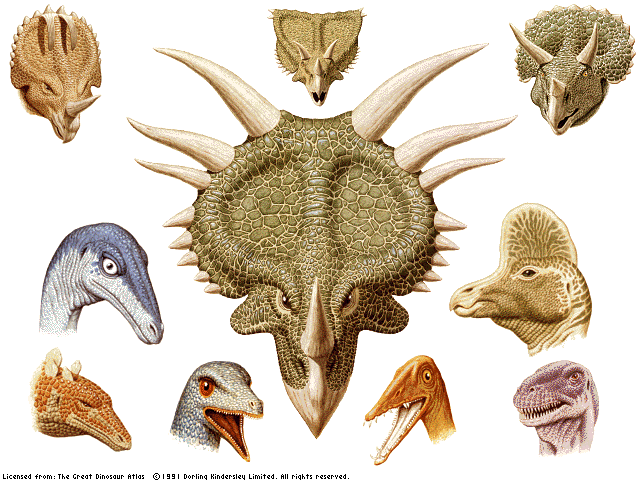 Licensed from: The Great Dinosaur Atlas ©1991 Dorling Kindersley Limited. All rights reserved.